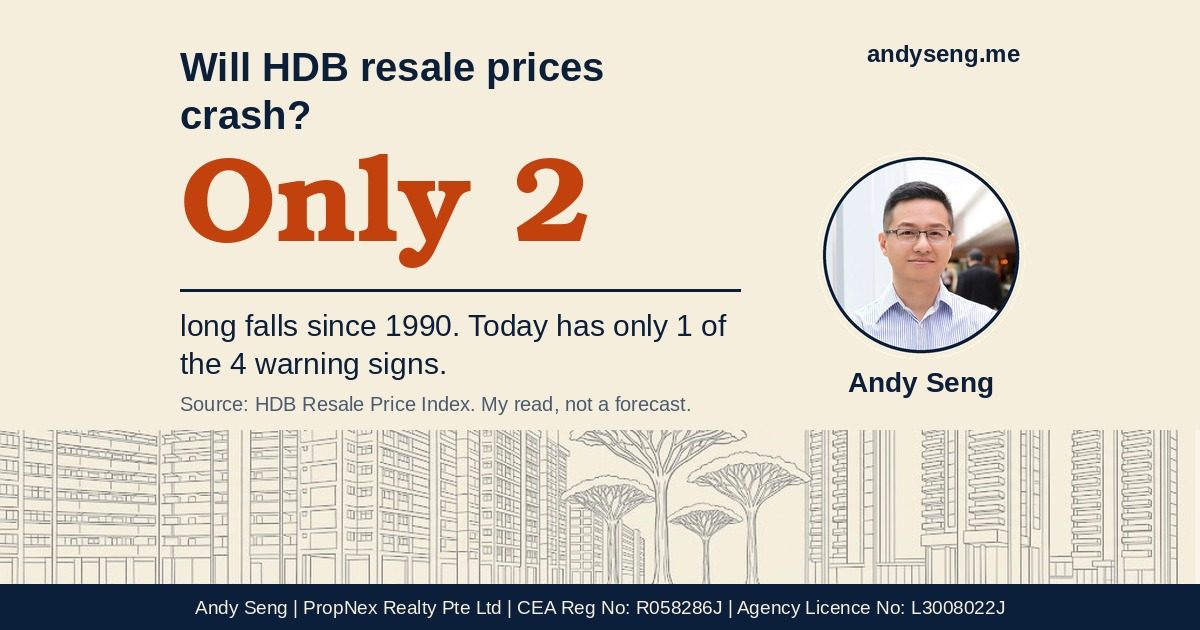 Will HDB resale prices
crash?
andyseng.me
Only 2
long falls since 1990. Today has only 1 of
the 4 warning signs.
Source: HDB Resale Price Index. My read, not a forecast.
Andy Seng
Andy Seng | PropNex Realty Pte Ltd | CEA Reg No: R058286J | Agency Licence No: L3008022J